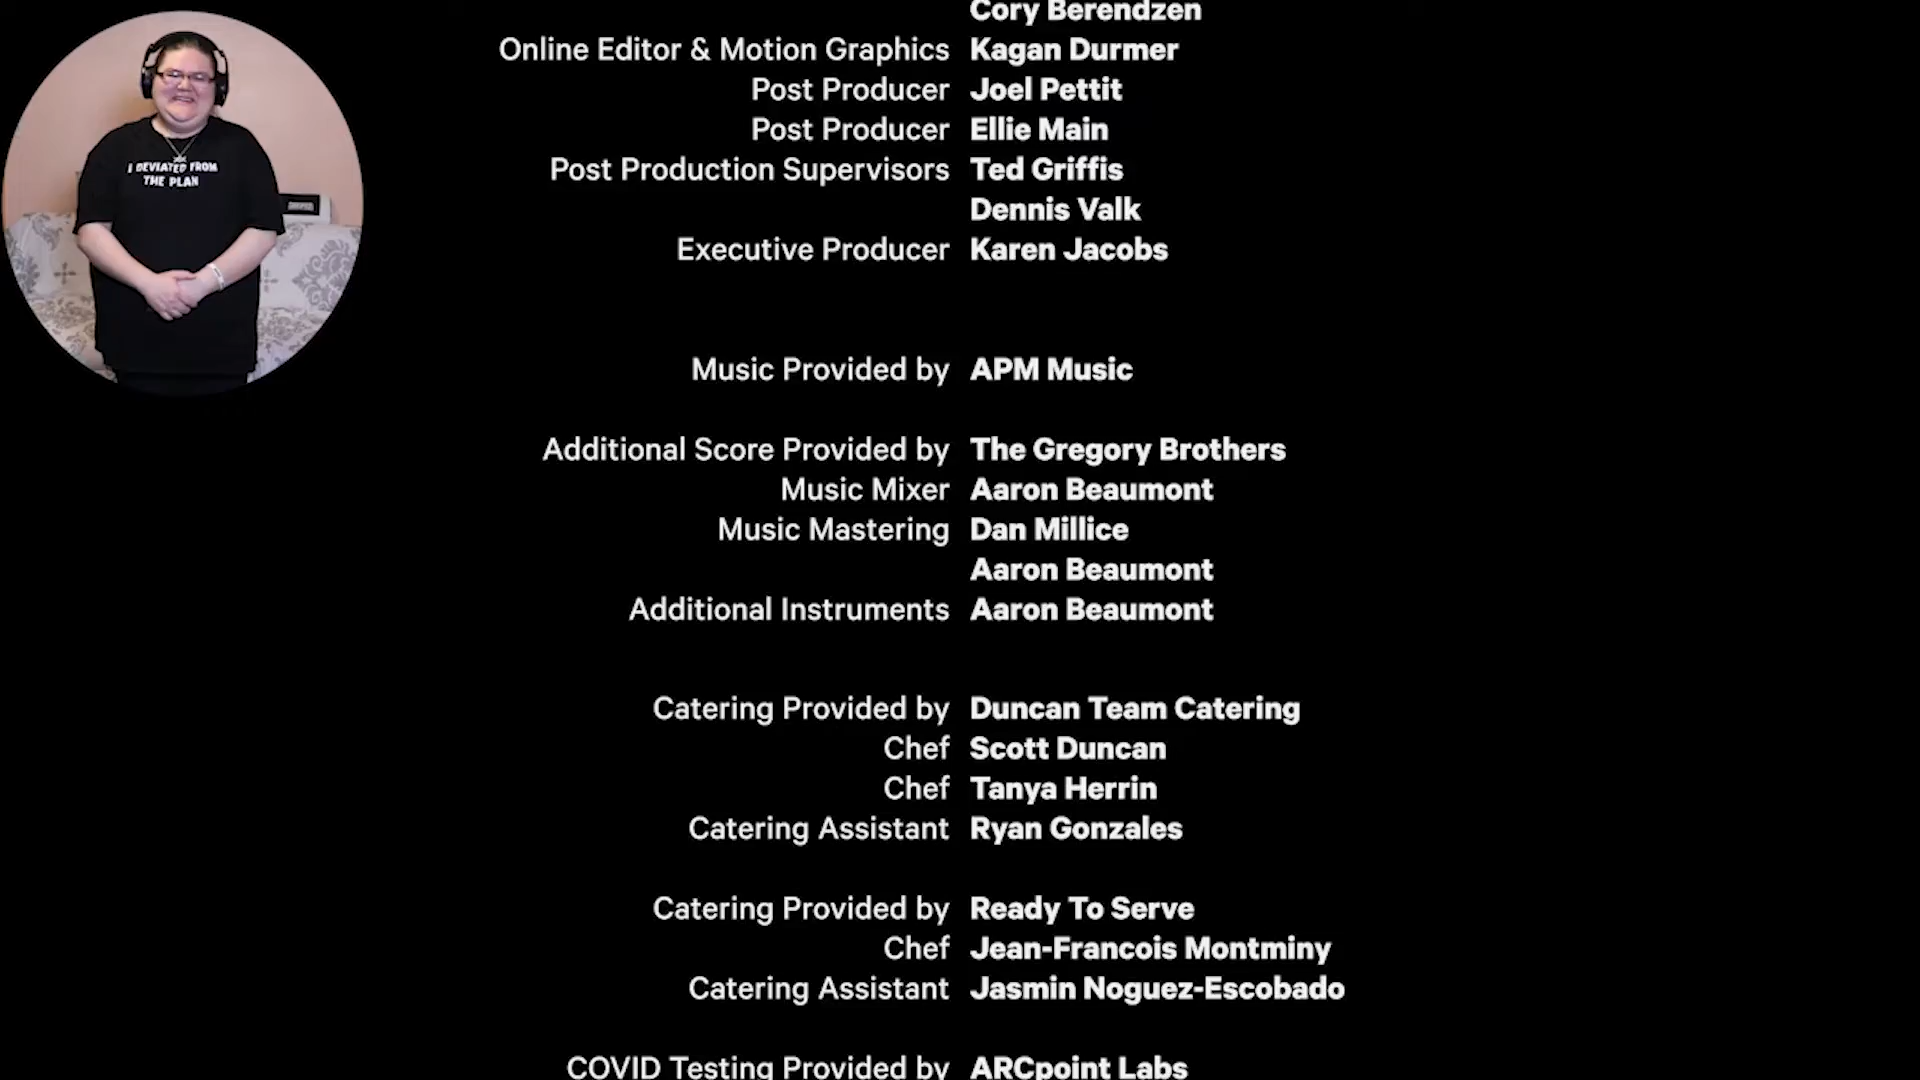 Cory Berendzen
Online Editor & Motion Graphics Kagan Durmer
Post Producer Joel Pettit
Post Producer Ellie Main
Post Production Supervisors Ted Griffis
Dennis Valk
Executive Producer Karen Jacobs
Music Provided by APM Music
Additional Score Provided by The Gregory Brothers
Music Mixer Aaron Beaumont
Music Mastering Dan Millice
Aaron Beaumont
Additional Instruments Aaron Beaumont
Catering Provided by Duncan Team Catering
Chef Scott Duncan
Chef Tanya Herrin
Catering Assistant Ryan Gonzales
Catering Provided by Ready To Serve
Chef Jean-Francois Montminy
Catering Assistant Jasmin Noguez-Escobado
COVID Testing Provided by ARCpoint Labs
I DEVIATED FROM
THE PLAN